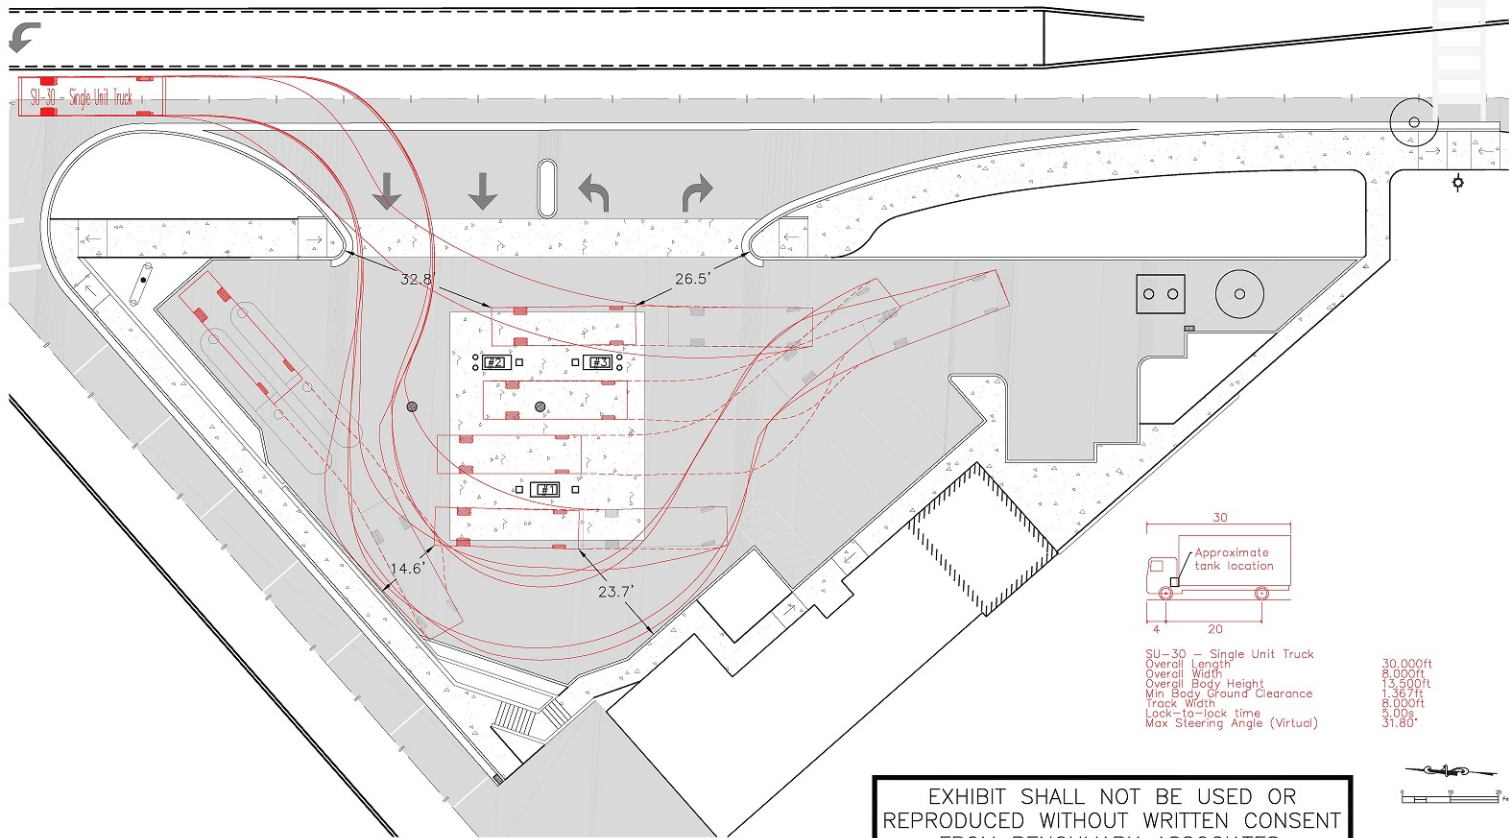 SU-30 - Single Unit Truck
32.8'
26.5'
#2
#3
#1
14.6'
23.7'
30
Approximate
tank location
4
20
SU-30 - Single Unit Truck
Overall Length 30.000ft
Overall Width 8.000ft
Overall Body Height 13.500ft
Min Body Ground Clearance 1.367ft
Track Width 8.000ft
Lock-to-lock time 5.00s
Max Steering Angle (Virtual) 31.80°
EXHIBIT SHALL NOT BE USED OR
REPRODUCED WITHOUT WRITTEN CONSENT
FROM BENCHMARK ASSOCIATES